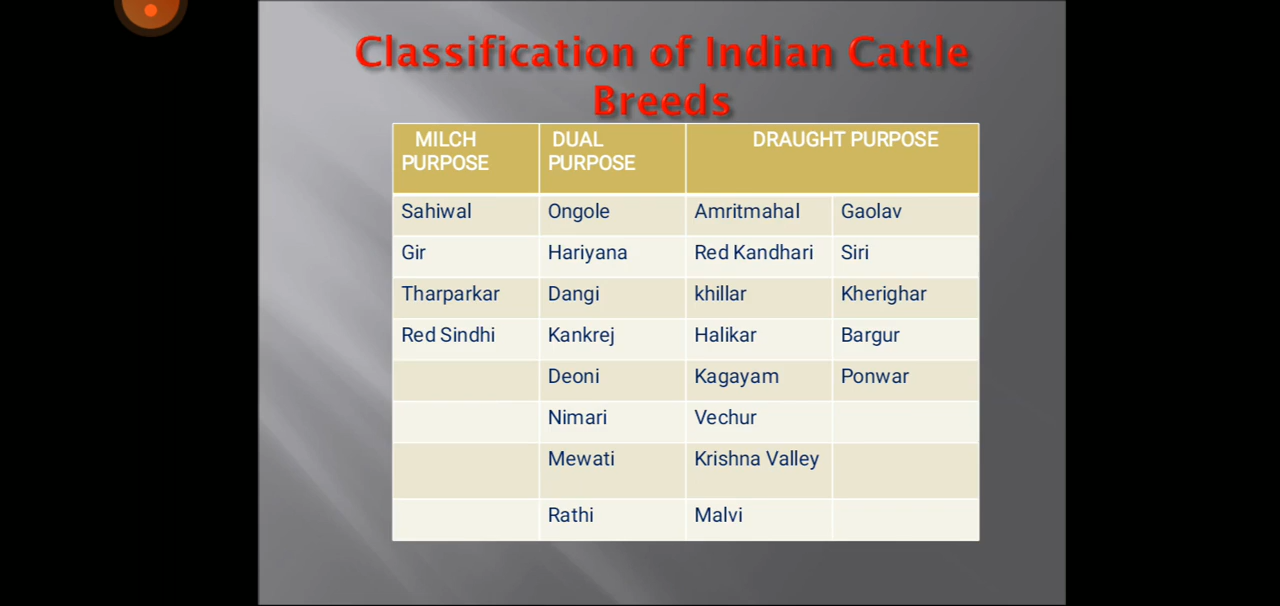 Classification of Indian Cattle
Breeds
MILCH PURPOSE DUAL PURPOSE DRAUGHT PURPOSE
Sahiwal Ongole Amritmahal Gaolav
Gir Hariyana Red Kandhari Siri
Tharparkar Dangi khillar Kherighar
Red Sindhi Kankrej Halikar Bargur
Deoni Kagayam Ponwar
Nimari Vechur
Mewati Krishna Valley
Rathi Malvi